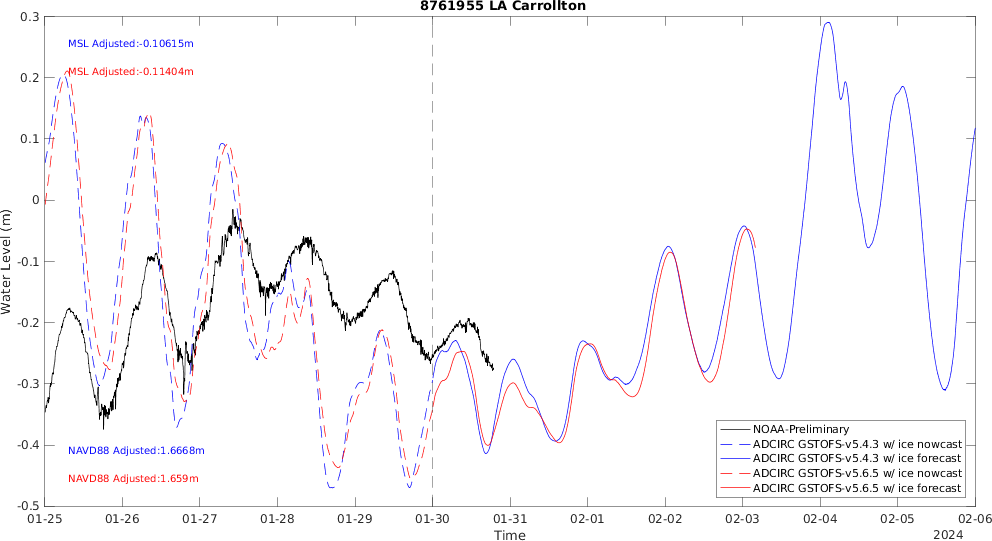 8761955 LA Carrollton
MSL Adjusted:-0.10615m
MSL Adjusted:-0.11404m
NAVD88 Adjusted:1.6668m
NAVD88 Adjusted:1.659m
Water Level (m)
0.3
0.2
0.1
0
-0.1
-0.2
-0.3
-0.4
-0.5
NOAA-Preliminary
ADCIRC GSTOFS-v5.4.3 w/ ice nowcast
ADCIRC GSTOFS-v5.4.3 w/ ice forecast
ADCIRC GSTOFS-v5.6.5 w/ ice nowcast
ADCIRC GSTOFS-v5.6.5 w/ ice forecast
01-25 01-26 01-27 01-28 01-29 01-30 01-31 02-01 02-02 02-03 02-04 02-05 02-06
Time
2024